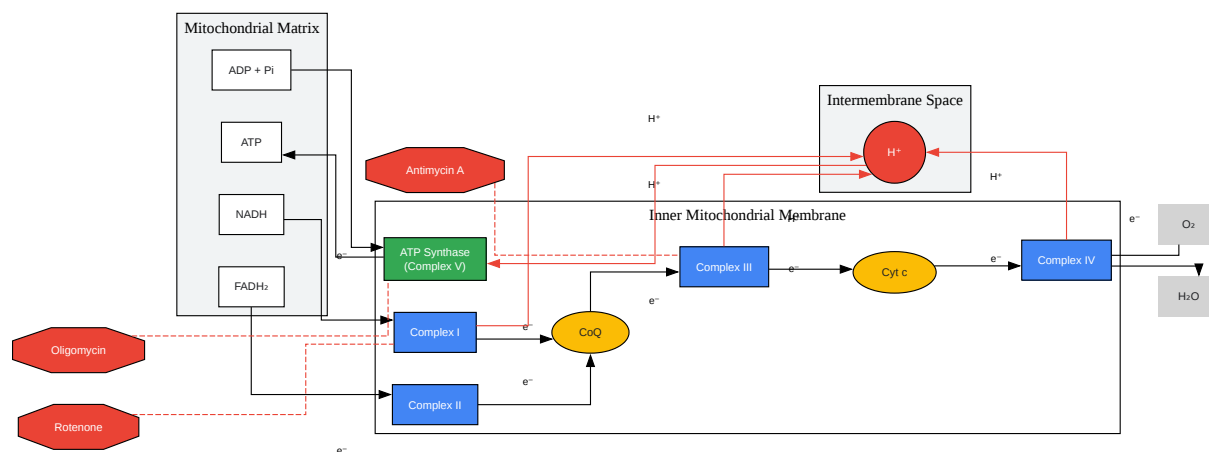 Mitochondrial Matrix
ADP + Pi
ATP
NADH
FADH₂
Antimycin A
Oligomycin
Rotenone
Intermembrane Space
H⁺
H⁺
H⁺
H⁺
H⁺
Inner Mitochondrial Membrane
ATP Synthase
(Complex V)
Complex I
Complex II
CoQ
Complex III
Cyt c
Complex IV
O₂
H₂O
e⁻
e⁻
e⁻
e⁻
e⁻
e⁻
e⁻
e⁻